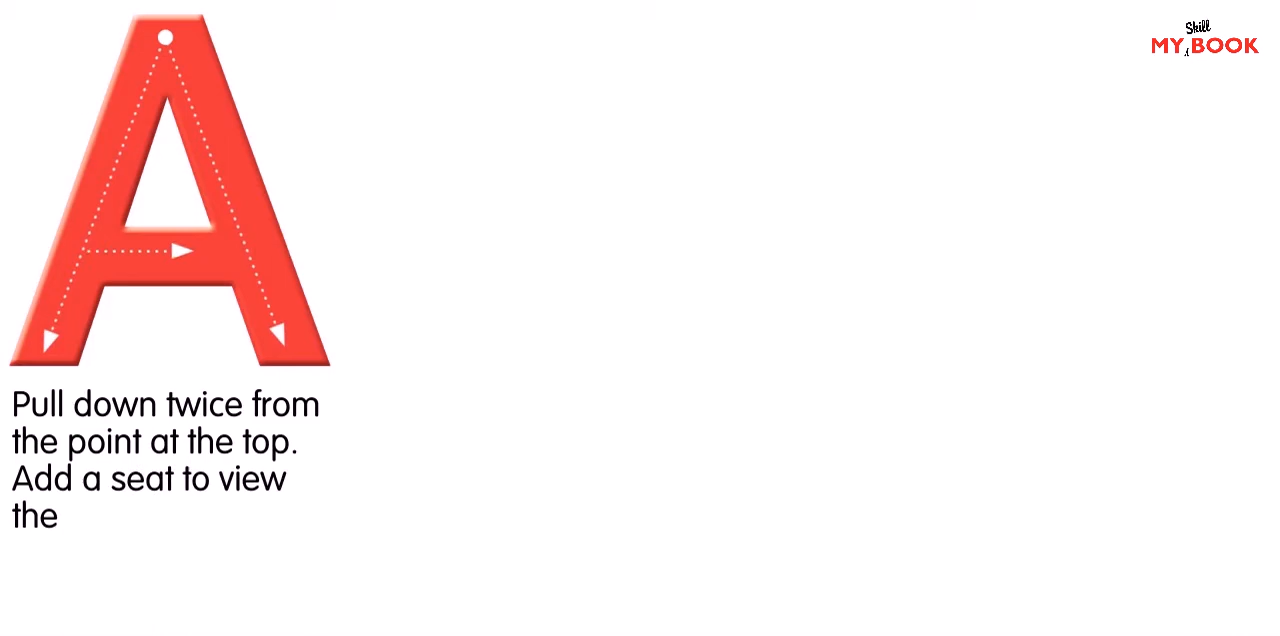 A
Skill
MY BOOK
Pull down twice from
the point at the top.
Add a seat to view
the